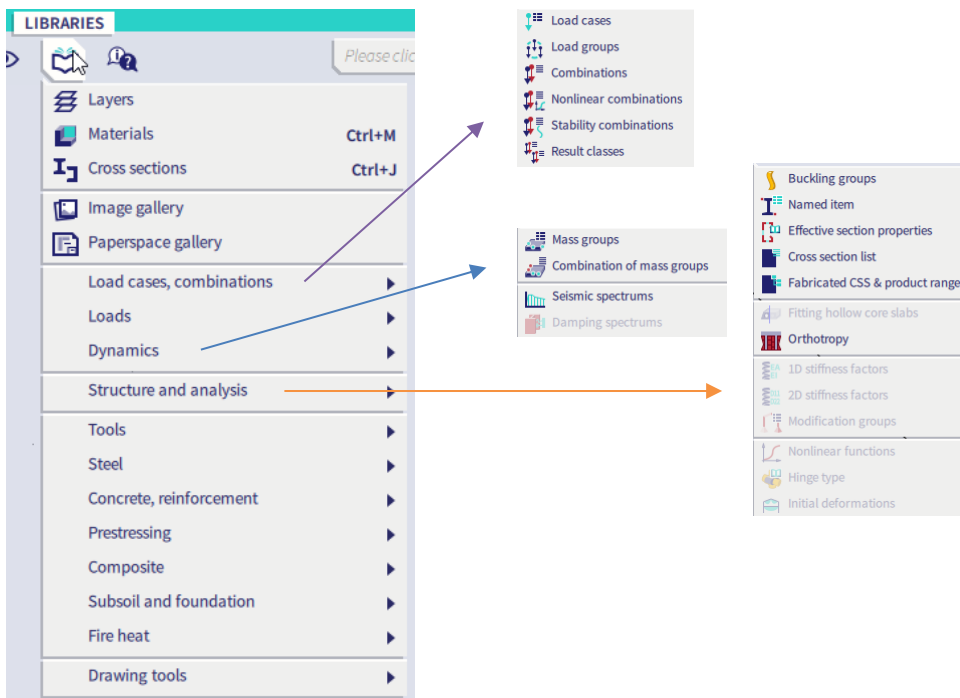 LIBRARIES
Please clic
Layers
Materials Ctrl+M
Cross sections Ctrl+J
Image gallery
Paperspace gallery
Load cases, combinations
Loads
Dynamics
Structure and analysis
Tools
Steel
Concrete, reinforcement
Prestressing
Composite
Subsoil and foundation
Fire heat
Drawing tools
Load cases
Load groups
Combinations
Nonlinear combinations
Stability combinations
Result classes
Mass groups
Combination of mass groups
Seismic spectrums
Damping spectrums
Buckling groups
Named item
Effective section properties
Cross section list
Fabricated CSS & product range
Fitting hollow core slabs
Orthotropy
1D stiffness factors
2D stiffness factors
Modification groups
Nonlinear functions
Hinge type
Initial deformations